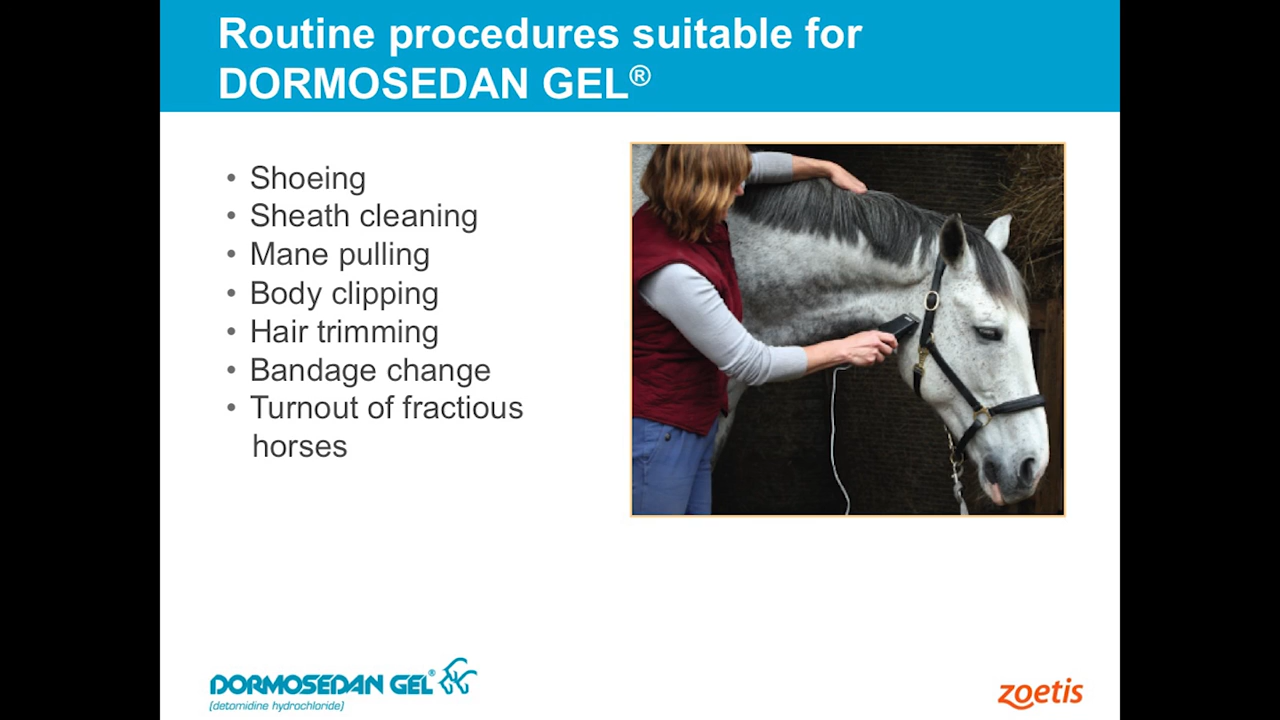 Routine procedures suitable for
DORMOSEDAN GEL®
• Shoeing
• Sheath cleaning
• Mane pulling
• Body clipping
• Hair trimming
• Bandage change
• Turnout of fractious
horses
DORMOSEDAN GEL®
(detomidine hydrochloride)
zoetis